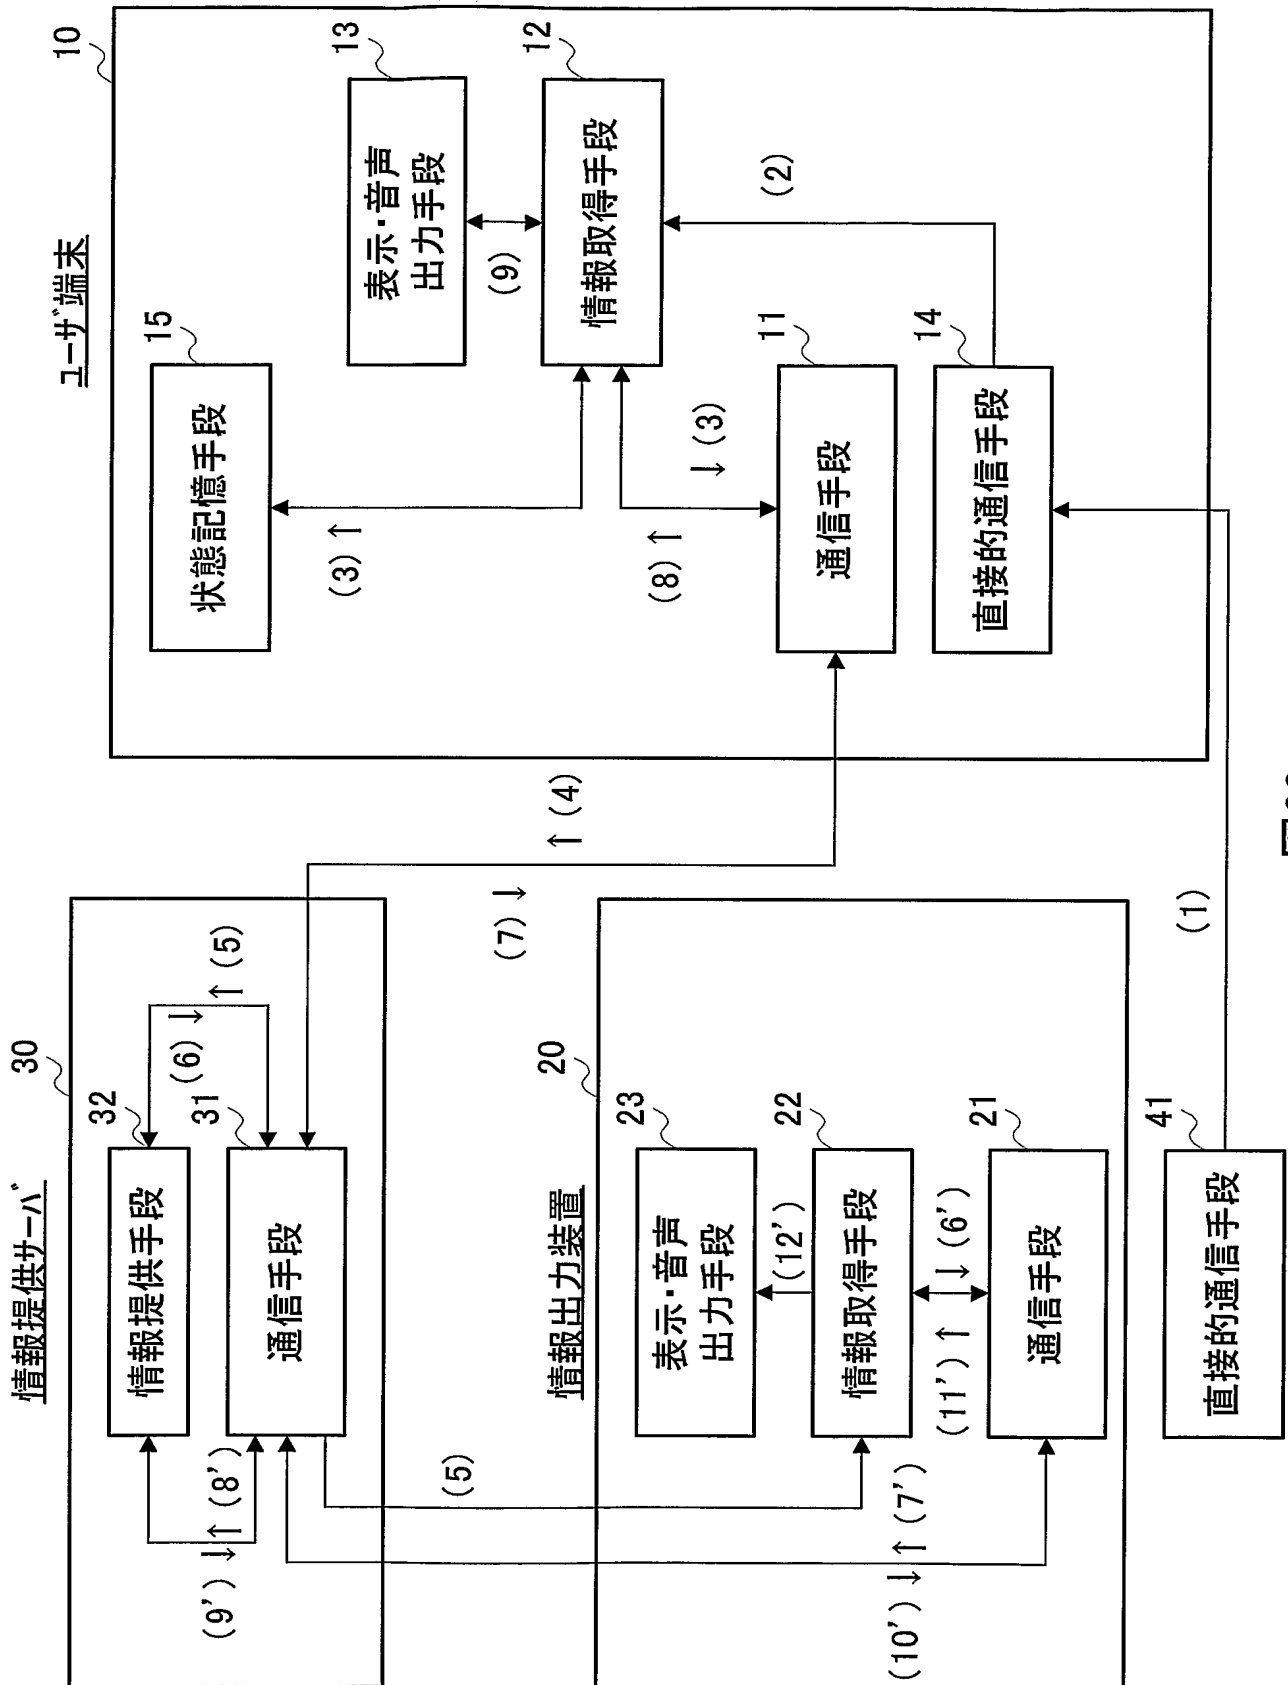 情報提供サーバ
30
情報提供手段
32
通信手段
31
(6) ↓
↑ (5)
(9') ↓
↑ (8')
(5)
(10') ↓
↑ (7')
(7) ↓
↑ (4)
情報出力装置
20
表示・音声
出力手段
23
(12')
情報取得手段
22
(11') ↑
↓ (6')
通信手段
21
直接的通信手段
41
(1)
ユーザ端末
10
状態記憶手段
15
(3) ↑
表示・音声
出力手段
13
(9)
情報取得手段
12
(8) ↑
↓ (3)
(2)
通信手段
11
直接的通信手段
14